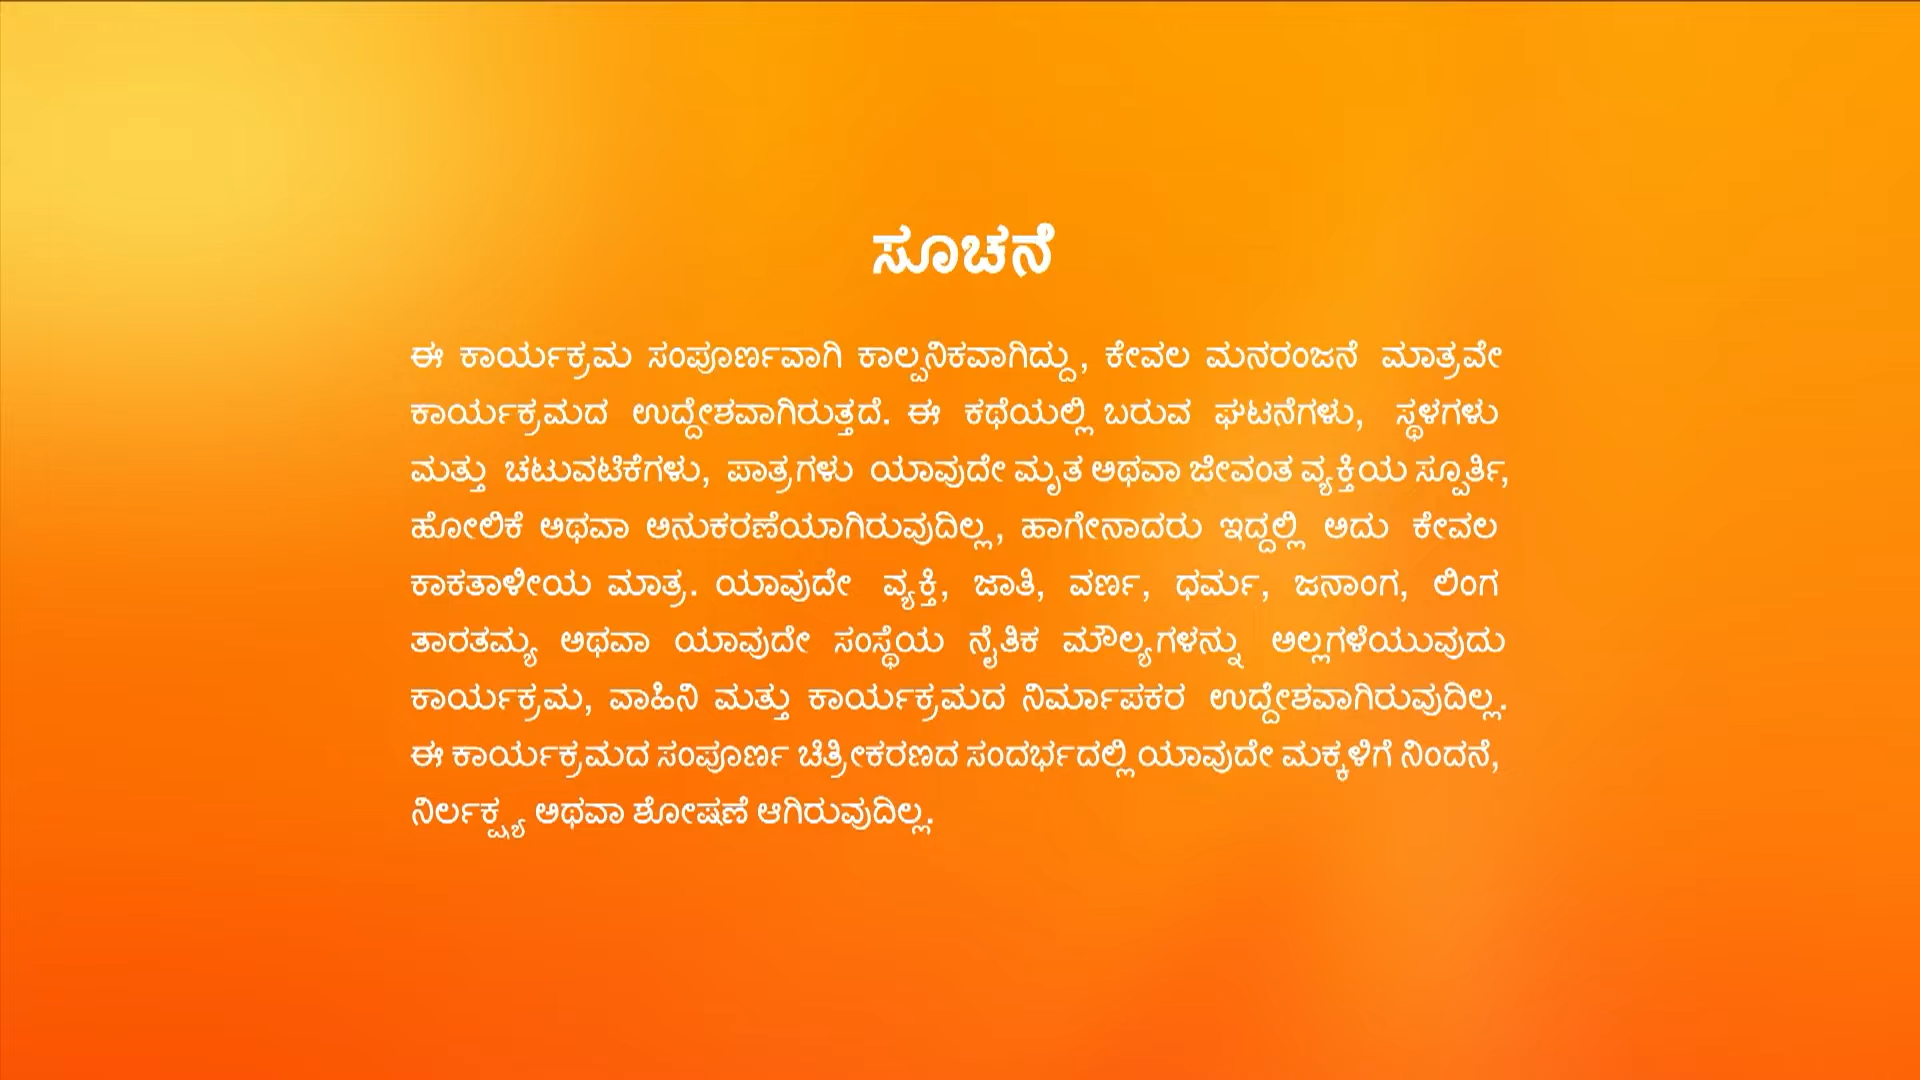 ಸೂಚನೆ
ಈ ಕಾರ್ಯಕ್ರಮ ಸಂಪೂರ್ಣವಾಗಿ ಕಾಲ್ಪನಿಕವಾಗಿದ್ದು, ಕೇವಲ ಮನರಂಜನೆ ಮಾತ್ರವೇ
ಕಾರ್ಯಕ್ರಮದ ಉದ್ದೇಶವಾಗಿರುತ್ತದೆ. ಈ ಕಥೆಯಲ್ಲಿ ಬರುವ ಘಟನೆಗಳು, ಸ್ಥಳಗಳು
ಮತ್ತು ಚಟುವಟಿಕೆಗಳು, ಪಾತ್ರಗಳು ಯಾವುದೇ ಮೃತ ಅಥವಾ ಜೀವಂತ ವ್ಯಕ್ತಿಯ ಸ್ಪೂರ್ತಿ,
ಹೋಲಿಕೆ ಅಥವಾ ಅನುಕರಣೆಯಾಗಿರುವುದಿಲ್ಲ, ಹಾಗೇನಾದರು ಇದ್ದಲ್ಲಿ ಅದು ಕೇವಲ
ಕಾಕತಾಳೀಯ ಮಾತ್ರ. ಯಾವುದೇ ವ್ಯಕ್ತಿ, ಜಾತಿ, ವರ್ಣ, ಧರ್ಮ, ಜನಾಂಗ, ಲಿಂಗ
ತಾರತಮ್ಯ ಅಥವಾ ಯಾವುದೇ ಸಂಸ್ಥೆಯ ನೈತಿಕ ಮೌಲ್ಯಗಳನ್ನು ಅಲ್ಲಗಳೆಯುವುದು
ಕಾರ್ಯಕ್ರಮ, ವಾಹಿನಿ ಮತ್ತು ಕಾರ್ಯಕ್ರಮದ ನಿರ್ಮಾಪಕರ ಉದ್ದೇಶವಾಗಿರುವುದಿಲ್ಲ.
ಈ ಕಾರ್ಯಕ್ರಮದ ಸಂಪೂರ್ಣ ಚಿತ್ರೀಕರಣದ ಸಂದರ್ಭದಲ್ಲಿ ಯಾವುದೇ ಮಕ್ಕಳಿಗೆ ನಿಂದನೆ,
ನಿರ್ಲಕ್ಷ್ಯ ಅಥವಾ ಶೋಷಣೆ ಆಗಿರುವುದಿಲ್ಲ.